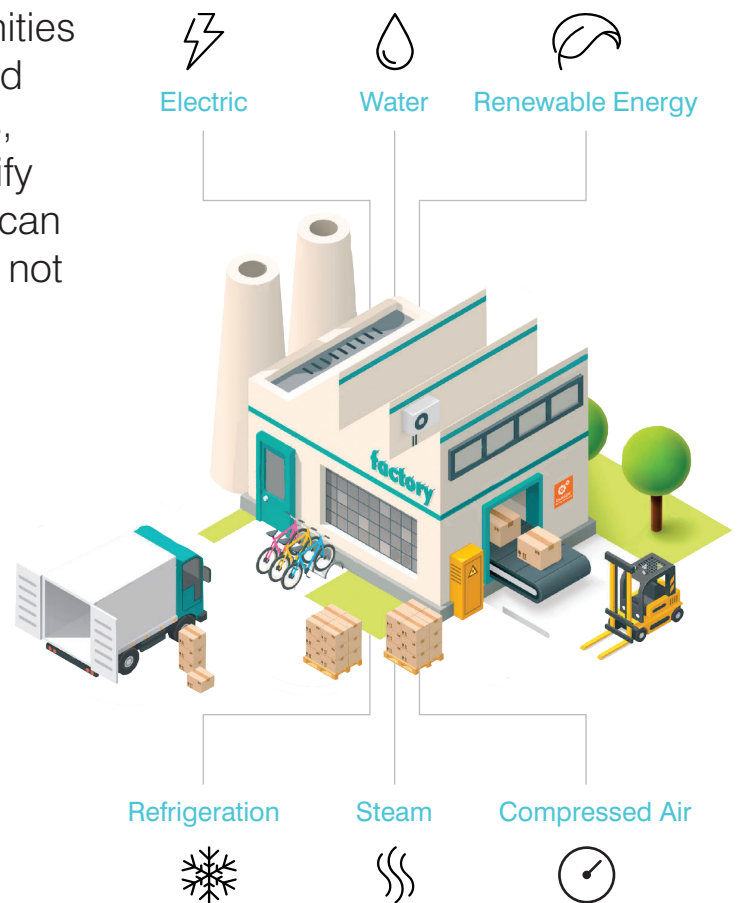 nities
d
,
ify
can
not
Electric
Water
Renewable Energy
factory
Refrigeration
Steam
Compressed Air